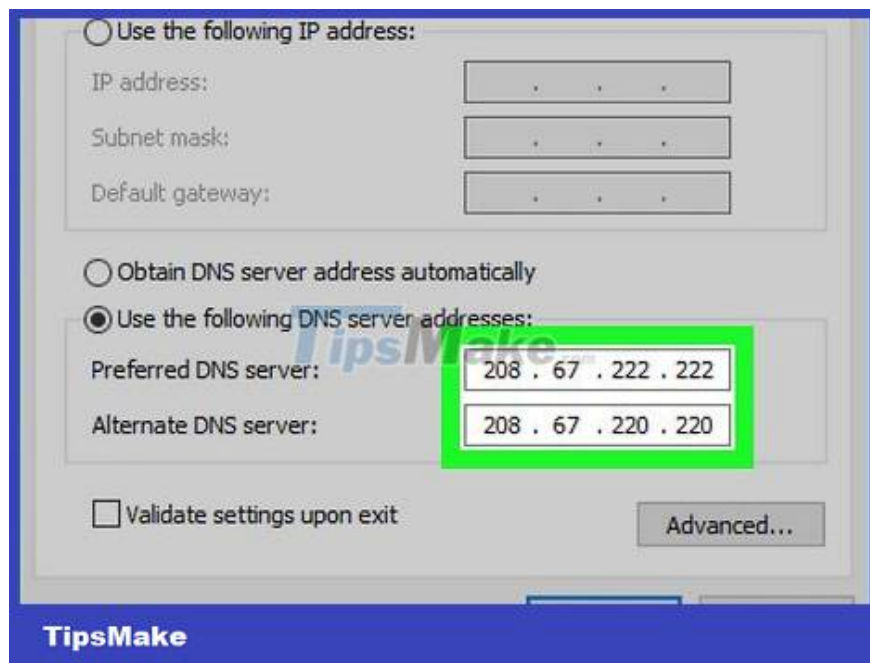 Use the following IP address:
IP address: . . .
Subnet mask: . . .
Default gateway: . . .
Obtain DNS server address automatically
Use the following DNS server addresses:
TipsMake.com
Preferred DNS server: 208 . 67 . 222 . 222
Alternate DNS server: 208 . 67 . 220 . 220
Validate settings upon exit
Advanced...
TipsMake